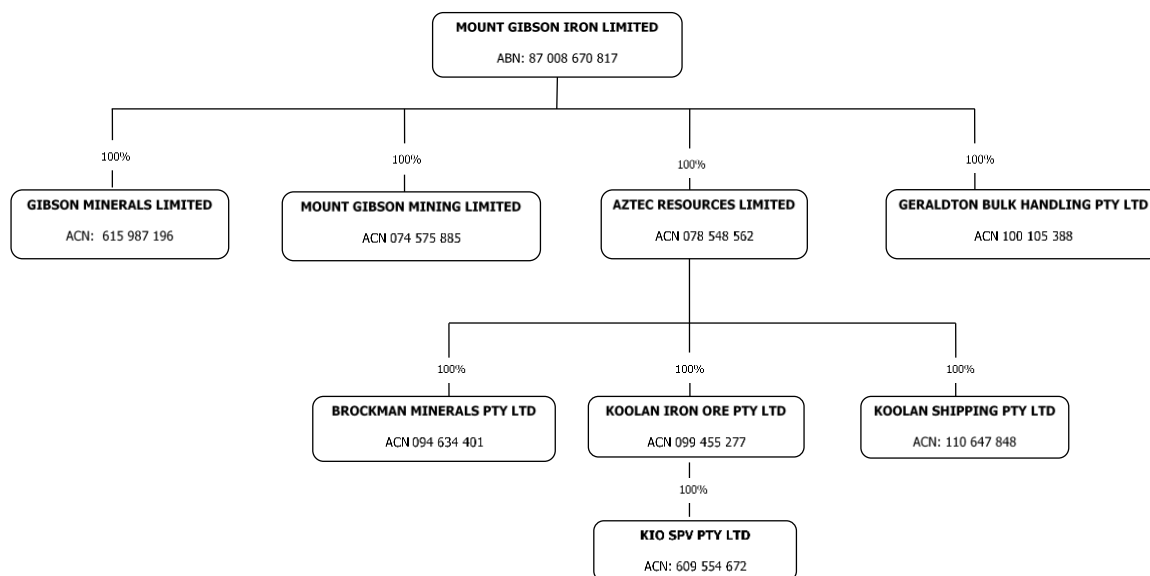 MOUNT GIBSON IRON LIMITED
ABN: 87 008 670 817
100%
100%
100%
100%
GIBSON MINERALS LIMITED
ACN: 615 987 196
MOUNT GIBSON MINING LIMITED
ACN 074 575 885
AZTEC RESOURCES LIMITED
ACN 078 548 562
GERALDTON BULK HANDLING PTY LTD
ACN 100 105 388
100%
100%
100%
BROCKMAN MINERALS PTY LTD
ACN 094 634 401
KOOLAN IRON ORE PTY LTD
ACN 099 455 277
KOOLAN SHIPPING PTY LTD
ACN: 110 647 848
100%
KIO SPV PTY LTD
ACN: 609 554 672